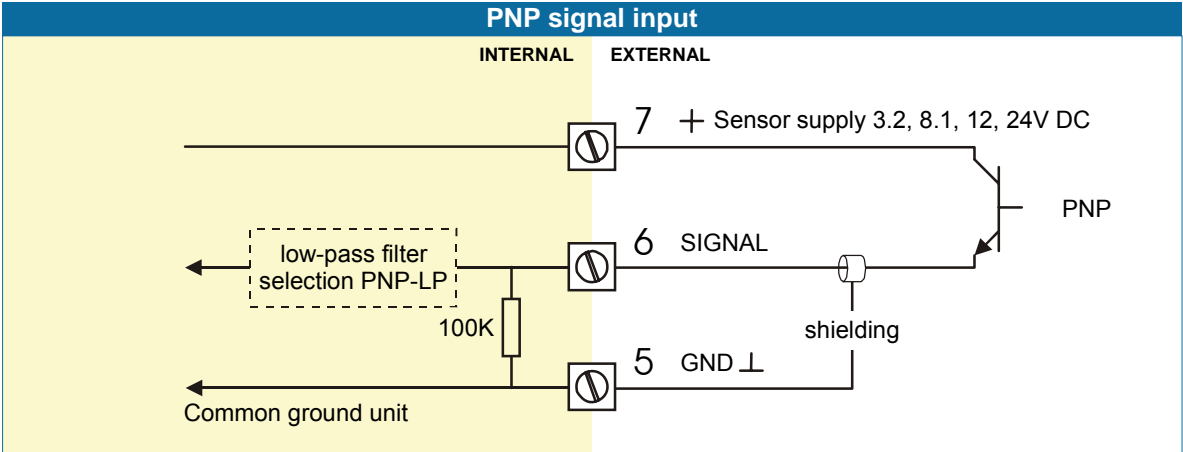 PNP signal input
INTERNAL EXTERNAL
7 + Sensor supply 3.2, 8.1, 12, 24V DC
PNP
6 SIGNAL
low-pass filter
selection PNP-LP
100K
shielding
5 GND ⊥
Common ground unit